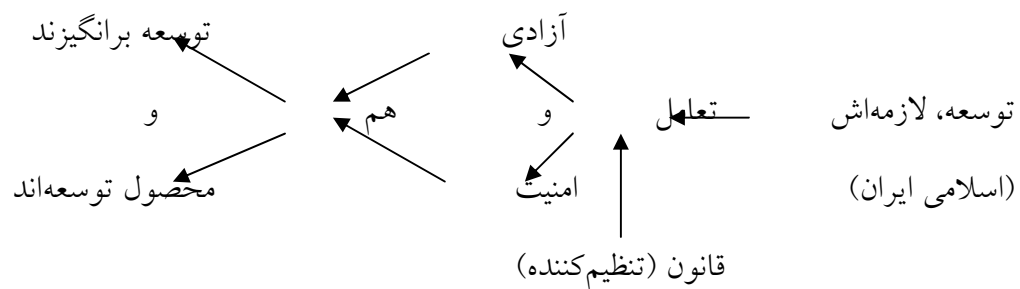 آزادی توسعه برانگیزند
توسعه، لازمه‌اش تعامل و هم و
(اسلامی ایران) امنیت محصول توسعه‌اند
قانون (تنظیم‌کننده)